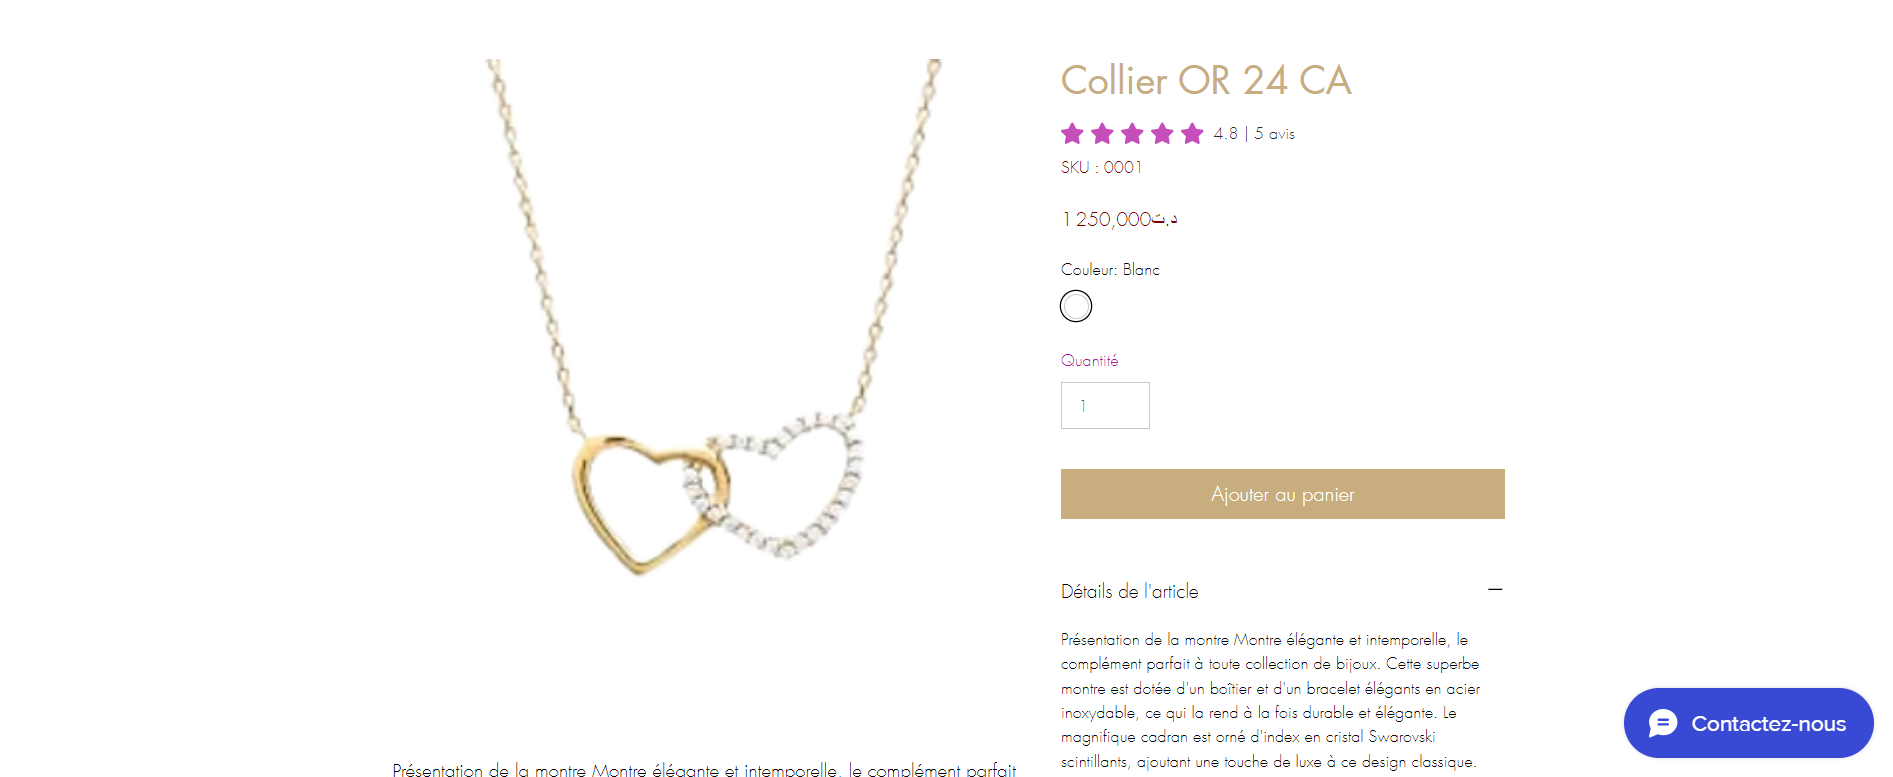 Collier OR 24 CA
4.8 | 5 avis
SKU : 0001
1 250,000د.ت
Couleur: Blanc
Quantité
1
Ajouter au panier
Détails de l'article
Présentation de la montre Montre élégante et intemporelle, le
complément parfait à toute collection de bijoux. Cette superbe
montre est dotée d'un boîtier et d'un bracelet élégants en acier
inoxydable, ce qui la rend à la fois durable et élégante. Le
magnifique cadran est orné d'index en cristal Swarovski
scintillants, ajoutant une touche de luxe à ce design classique.
Présentation de la montre Montre élégante et intemporelle, le complément parfait
Contactez-nous